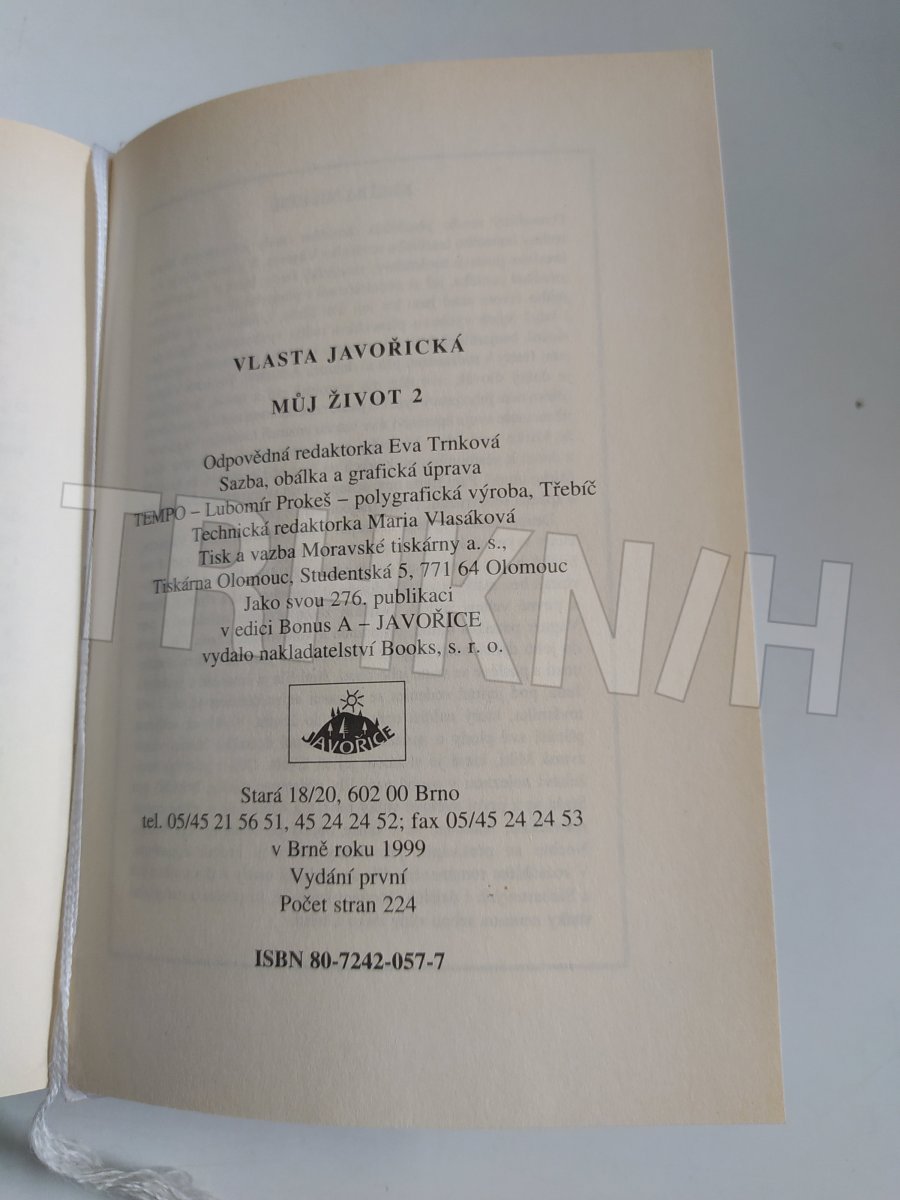 VLASTA JAVOŘICKÁ
MŮJ ŽIVOT 2
Odpovědná redaktorka Eva Trnková
Sazba, obálka a grafická úprava
TEMPO – Lubomír Prokeš – polygrafická výroba, Třebíč
Technická redaktorka Maria Vlasáková
Tisk a vazba Moravské tiskárny a. s.,
Tiskárna Olomouc, Studentská 5, 771 64 Olomouc
Jako svou 276. publikaci
v edici Bonus A – JAVOŘICE
vydalo nakladatelství Books, s. r. o.
JAVOŘICE
Stará 18/20, 602 00 Brno
tel. 05/45 21 56 51, 45 24 24 52; fax 05/45 24 24 53
v Brně roku 1999
Vydání první
Počet stran 224
ISBN 80-7242-057-7